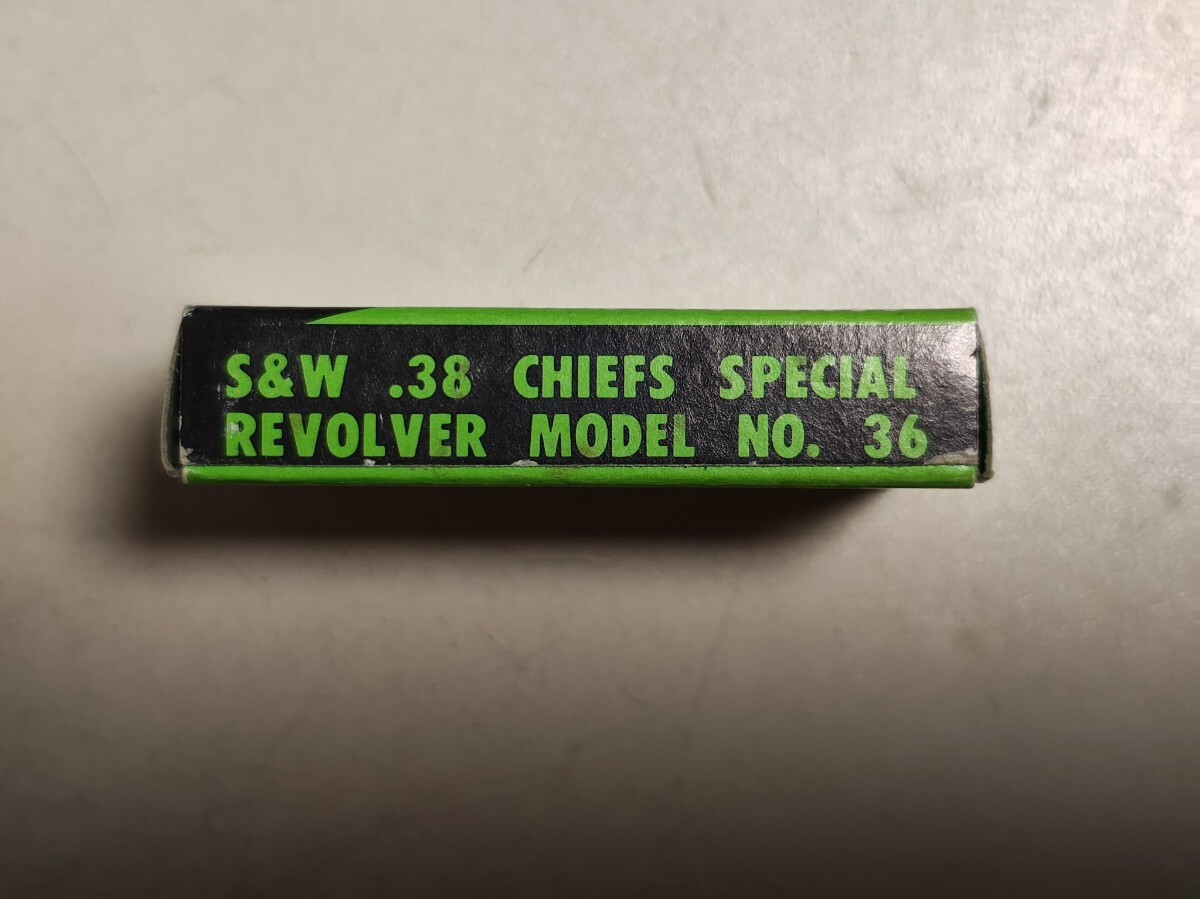 S&W .38 CHIEFS SPECIAL
REVOLVER MODEL NO. 36